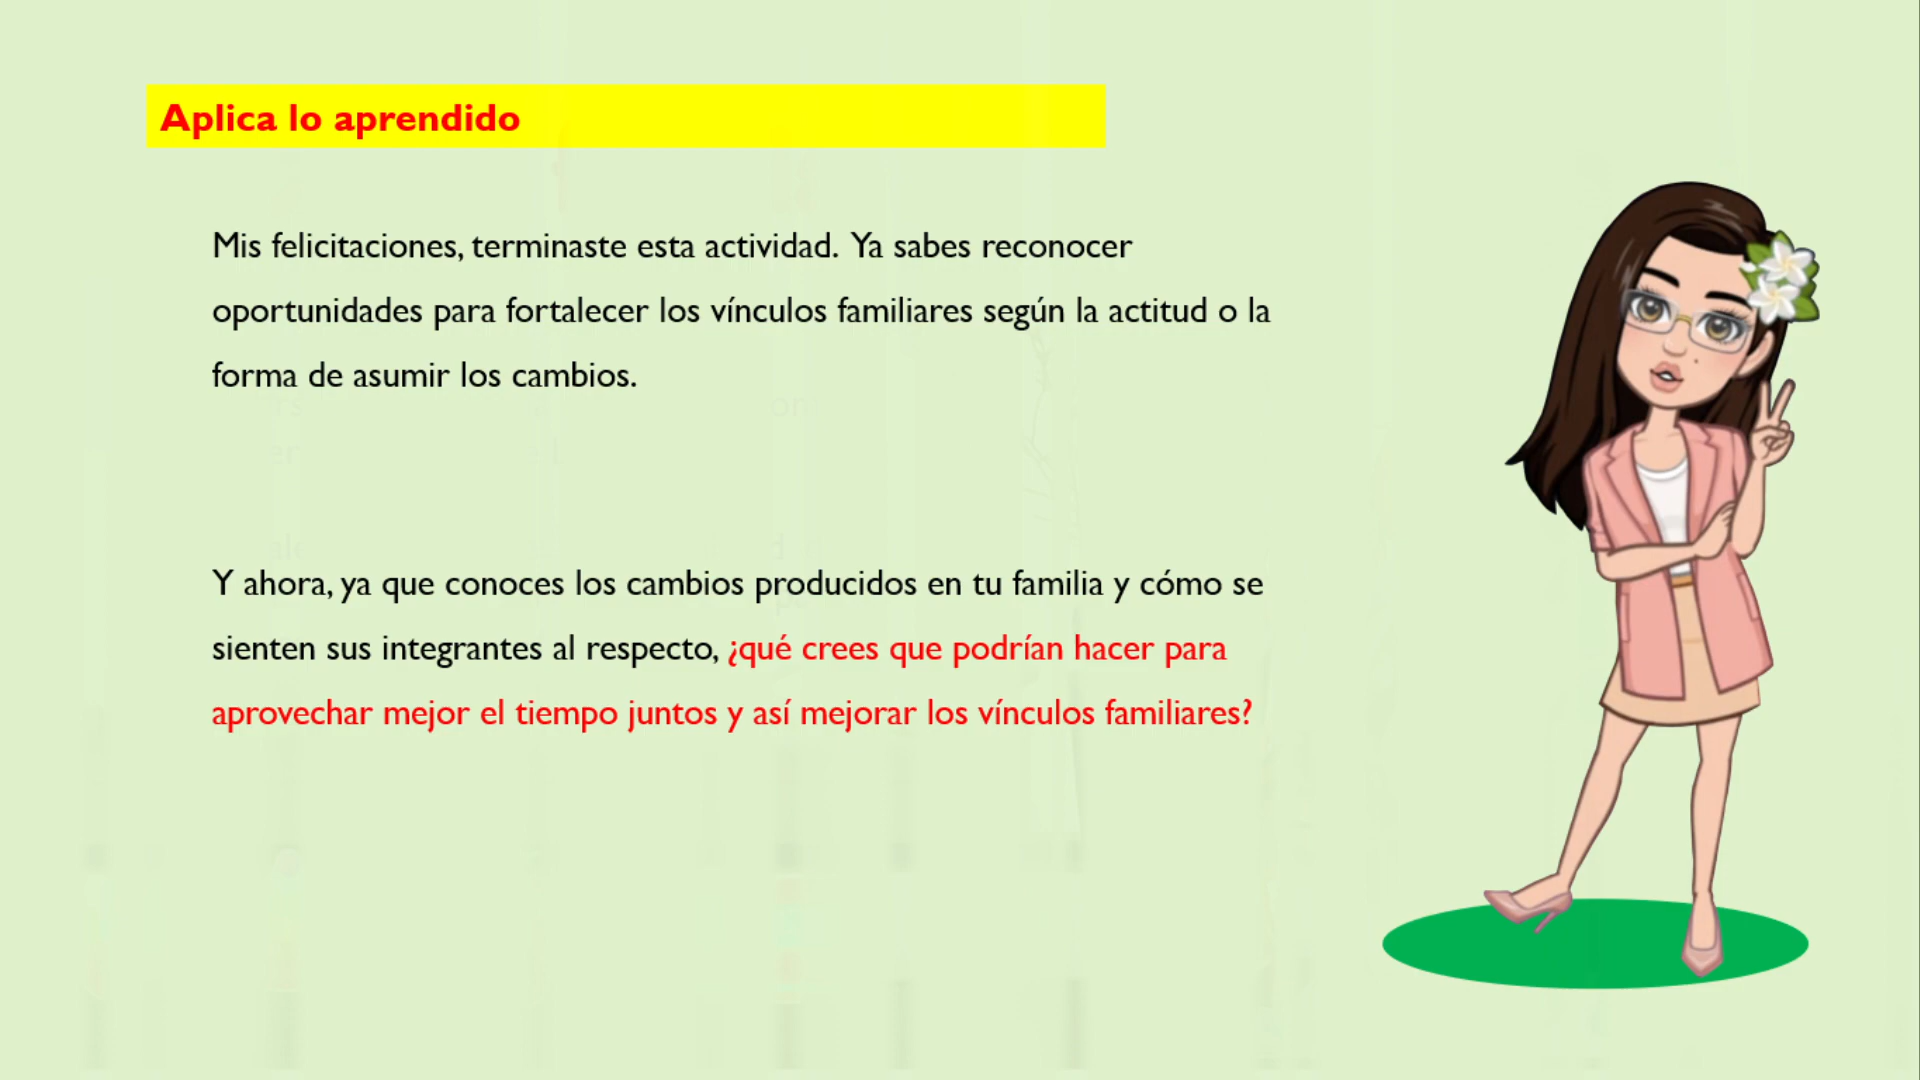 Aplica lo aprendido
Mis felicitaciones, terminaste esta actividad. Ya sabes reconocer
oportunidades para fortalecer los vínculos familiares según la actitud o la
forma de asumir los cambios.
Y ahora, ya que conoces los cambios producidos en tu familia y cómo se
sienten sus integrantes al respecto, ¿qué crees que podrían hacer para
aprovechar mejor el tiempo juntos y así mejorar los vínculos familiares?